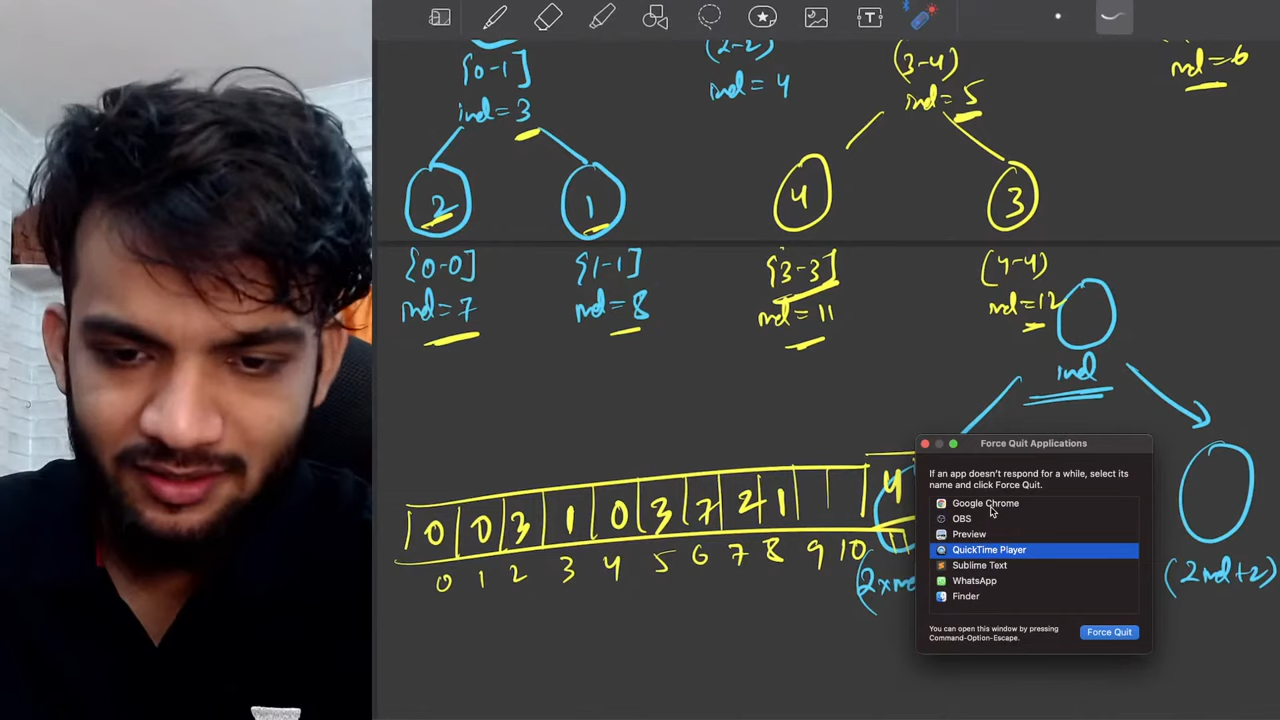 (2-2)
ind = 4
(3-4)
ind = 5
ind = 6
[0-1]
ind = 3
2
1
4
3
[0-0]
ind = 7
[1-1]
ind = 8
[3-3]
ind = 11
(4-4)
ind = 12
ind
0 0 3 1 0 3 7 2 1 4
0 1 2 3 4 5 6 7 8 9 10 11
(2 x ind
(2ind+2)
Force Quit Applications
If an app doesn't respond for a while, select its
name and click Force Quit.
Google Chrome
OBS
Preview
QuickTime Player
Sublime Text
WhatsApp
Finder
You can open this window by pressing
Command-Option-Escape.
Force Quit